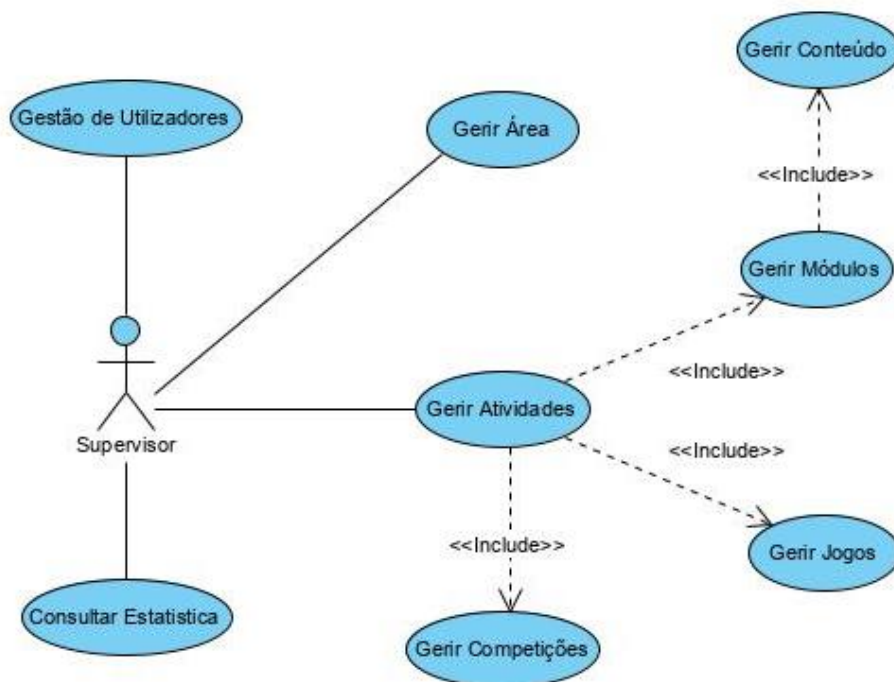 Gerir Conteúdo
Gestão de Utilizadores
Gerir Área
<<Include>>
Gerir Módulos
<<Include>>
Gerir Atividades
Supervisor
<<Include>>
<<Include>>
Gerir Jogos
Consultar Estatistica
Gerir Competições